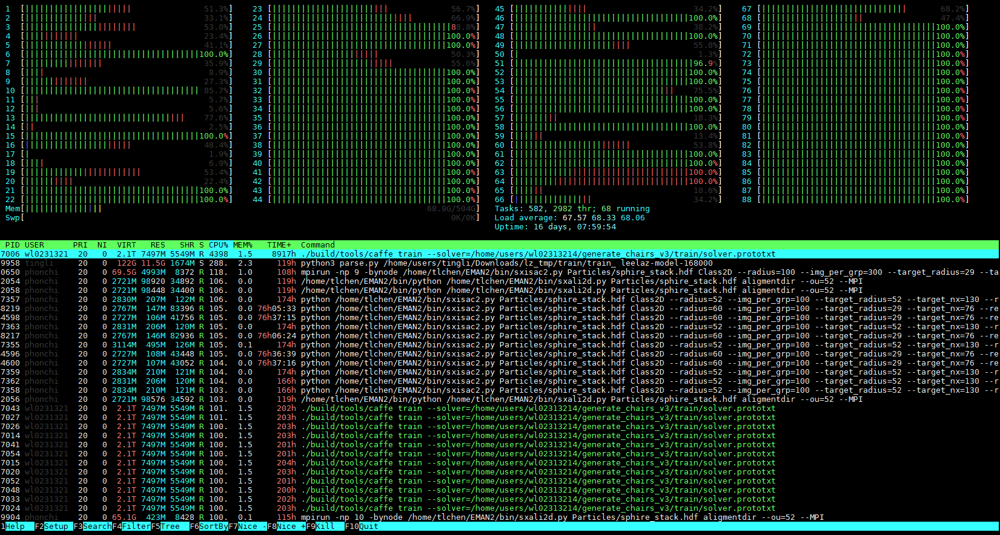 1 [ 51.3%] 23 [ 56.7%] 45 [ 34.2%] 67 [ 68.2%]
2 [ 33.1%] 24 [ 66.9%] 46 [100.0%] 68 [ 47.4%]
3 [ 53.0%] 25 [ 88.8%] 47 [ 38.2%] 69 [100.0%]
4 [ 23.4%] 26 [100.0%] 48 [100.0%] 70 [100.0%]
5 [ 41.1%] 27 [100.0%] 49 [ 55.8%] 71 [100.0%]
6 [100.0%] 28 [ 50.3%] 50 [ 1.3%] 72 [100.0%]
7 [ 35.9%] 29 [ 55.6%] 51 [ 96.9%] 73 [100.0%]
8 [ 8.9%] 30 [100.0%] 52 [100.0%] 74 [100.0%]
9 [ 27.3%] 31 [100.0%] 53 [100.0%] 75 [100.0%]
10 [ 85.7%] 32 [100.0%] 54 [ 75.5%] 76 [100.0%]
11 [ 5.7%] 33 [100.0%] 55 [100.0%] 77 [100.0%]
12 [ 5.6%] 34 [100.0%] 56 [100.0%] 78 [100.0%]
13 [ 77.6%] 35 [100.0%] 57 [ 18.3%] 79 [100.0%]
14 [ 2.5%] 36 [100.0%] 58 [100.0%] 80 [100.0%]
15 [100.0%] 37 [100.0%] 59 [ 13.4%] 81 [100.0%]
16 [ 48.4%] 38 [100.0%] 60 [ 53.8%] 82 [100.0%]
17 [ 1.9%] 39 [100.0%] 61 [100.0%] 83 [100.0%]
18 [ 6.9%] 40 [100.0%] 62 [100.0%] 84 [100.0%]
19 [ 53.4%] 41 [100.0%] 63 [100.0%] 85 [100.0%]
20 [ 22.4%] 42 [100.0%] 64 [100.0%] 86 [100.0%]
21 [100.0%] 43 [100.0%] 65 [ 10.6%] 87 [100.0%]
22 [100.0%] 44 [100.0%] 66 [ 34.2%] 88 [100.0%]
Mem[ 68.9G/504G] Tasks: 582, 2982 thr; 68 running
Swp[ 0K/0K] Load average: 67.57 68.33 68.06
Uptime: 16 days, 07:59:54
PID USER PRI NI VIRT RES SHR S CPU% MEM% TIME+ Command
7006 wl0231321 20 0 2.1T 7497M 5549M R 4398 1.5 8917h ./build/tools/caffe train --solver=/home/users/wl02313214/generate_chairs_v3/train/solver.prototxt
9958 tingli 20 0 122G 11.5G 1674M S 288. 2.3 119h python3 parse.py /home/users/tingli/Downloads/lz_tmp/train/train_ leelaz-model-168000
0650 phonchi 20 0 69.5G 4993M 8372 R 118. 1.0 108h mpirun -np 9 -bynode /home/tlchen/EMAN2/bin/sxisac2.py Particles/sphire_stack.hdf Class2D --radius=100 --img_per_grp=300 --target_radius=29 --ta
2054 phonchi 20 0 2721M 98920 34892 R 106. 0.0 119h /home/tlchen/EMAN2/bin/python /home/tlchen/EMAN2/bin/sxali2d.py Particles/sphire_stack.hdf aligmentdir --ou=52 --MPI
2058 phonchi 20 0 2721M 98448 34400 R 106. 0.0 119h /home/tlchen/EMAN2/bin/python /home/tlchen/EMAN2/bin/sxali2d.py Particles/sphire_stack.hdf aligmentdir --ou=52 --MPI
7357 phonchi 20 0 2830M 207M 122M R 106. 0.0 174h python /home/tlchen/EMAN2/bin/sxisac2.py Particles/sphire_stack.hdf Class2D --radius=52 --img_per_grp=100 --target_radius=52 --target_nx=130 --r
8219 phonchi 20 0 2767M 147M 83396 R 105. 0.0 76h05:33 python /home/tlchen/EMAN2/bin/sxisac2.py Particles/sphire_stack.hdf Class2D --radius=60 --img_per_grp=100 --target_radius=29 --target_nx=76 --re
4598 phonchi 20 0 2727M 106M 41756 R 105. 0.0 76h37:15 python /home/tlchen/EMAN2/bin/sxisac2.py Particles/sphire_stack.hdf Class2D --radius=60 --img_per_grp=100 --target_radius=29 --target_nx=76 --re
7363 phonchi 20 0 2831M 206M 120M R 105. 0.0 174h python /home/tlchen/EMAN2/bin/sxisac2.py Particles/sphire_stack.hdf Class2D --radius=52 --img_per_grp=100 --target_radius=52 --target_nx=130 --r
8217 phonchi 20 0 2767M 146M 82936 R 105. 0.0 76h06:24 python /home/tlchen/EMAN2/bin/sxisac2.py Particles/sphire_stack.hdf Class2D --radius=60 --img_per_grp=100 --target_radius=29 --target_nx=76 --re
7355 phonchi 20 0 3114M 495M 126M R 105. 0.1 174h python /home/tlchen/EMAN2/bin/sxisac2.py Particles/sphire_stack.hdf Class2D --radius=52 --img_per_grp=100 --target_radius=52 --target_nx=130 --r
4596 phonchi 20 0 2727M 108M 43448 R 105. 0.0 76h36:39 python /home/tlchen/EMAN2/bin/sxisac2.py Particles/sphire_stack.hdf Class2D --radius=60 --img_per_grp=100 --target_radius=29 --target_nx=76 --re
4600 phonchi 20 0 2727M 107M 43052 R 104. 0.0 76h37:16 python /home/tlchen/EMAN2/bin/sxisac2.py Particles/sphire_stack.hdf Class2D --radius=60 --img_per_grp=100 --target_radius=29 --target_nx=76 --re
7359 phonchi 20 0 2834M 210M 121M R 104. 0.0 174h python /home/tlchen/EMAN2/bin/sxisac2.py Particles/sphire_stack.hdf Class2D --radius=52 --img_per_grp=100 --target_radius=52 --target_nx=130 --r
7362 phonchi 20 0 2831M 206M 120M R 104. 0.0 166h python /home/tlchen/EMAN2/bin/sxisac2.py Particles/sphire_stack.hdf Class2D --radius=52 --img_per_grp=100 --target_radius=52 --target_nx=130 --r
7358 phonchi 20 0 2834M 210M 121M R 103. 0.0 166h python /home/tlchen/EMAN2/bin/sxisac2.py Particles/sphire_stack.hdf Class2D --radius=52 --img_per_grp=100 --target_radius=52 --target_nx=130 --r
2056 phonchi 20 0 2721M 98576 34592 R 103. 0.0 119h /home/tlchen/EMAN2/bin/python /home/tlchen/EMAN2/bin/sxali2d.py Particles/sphire_stack.hdf aligmentdir --ou=52 --MPI
7043 wl0231321 20 0 2.1T 7497M 5549M R 101. 1.5 202h ./build/tools/caffe train --solver=/home/users/wl02313214/generate_chairs_v3/train/solver.prototxt
7027 wl0231321 20 0 2.1T 7497M 5549M R 100. 1.5 203h ./build/tools/caffe train --solver=/home/users/wl02313214/generate_chairs_v3/train/solver.prototxt
7026 wl0231321 20 0 2.1T 7497M 5549M R 100. 1.5 203h ./build/tools/caffe train --solver=/home/users/wl02313214/generate_chairs_v3/train/solver.prototxt
7014 wl0231321 20 0 2.1T 7497M 5549M R 100. 1.5 203h ./build/tools/caffe train --solver=/home/users/wl02313214/generate_chairs_v3/train/solver.prototxt
7041 wl0231321 20 0 2.1T 7497M 5549M R 100. 1.5 201h ./build/tools/caffe train --solver=/home/users/wl02313214/generate_chairs_v3/train/solver.prototxt
7054 wl0231321 20 0 2.1T 7497M 5549M R 100. 1.5 200h ./build/tools/caffe train --solver=/home/users/wl02313214/generate_chairs_v3/train/solver.prototxt
7015 wl0231321 20 0 2.1T 7497M 5549M R 100. 1.5 204h ./build/tools/caffe train --solver=/home/users/wl02313214/generate_chairs_v3/train/solver.prototxt
7020 wl0231321 20 0 2.1T 7497M 5549M R 100. 1.5 203h ./build/tools/caffe train --solver=/home/users/wl02313214/generate_chairs_v3/train/solver.prototxt
7052 wl0231321 20 0 2.1T 7497M 5549M R 100. 1.5 201h ./build/tools/caffe train --solver=/home/users/wl02313214/generate_chairs_v3/train/solver.prototxt
7048 wl0231321 20 0 2.1T 7497M 5549M R 100. 1.5 200h ./build/tools/caffe train --solver=/home/users/wl02313214/generate_chairs_v3/train/solver.prototxt
7033 wl0231321 20 0 2.1T 7497M 5549M R 100. 1.5 202h ./build/tools/caffe train --solver=/home/users/wl02313214/generate_chairs_v3/train/solver.prototxt
7024 wl0231321 20 0 2.1T 7497M 5549M R 100. 1.5 203h ./build/tools/caffe train --solver=/home/users/wl02313214/generate_chairs_v3/train/solver.prototxt
9904 phonchi 20 0 65.1G 423M 8428 R 100. 0.1 115h mpirun -np 10 -bynode /home/tlchen/EMAN2/bin/sxali2d.py Particles/sphire_stack.hdf aligmentdir --ou=52 --MPI
1Help F2Setup F3SearchF4FilterF5Tree F6SortByF7Nice -F8Nice +F9Kill F10Quit